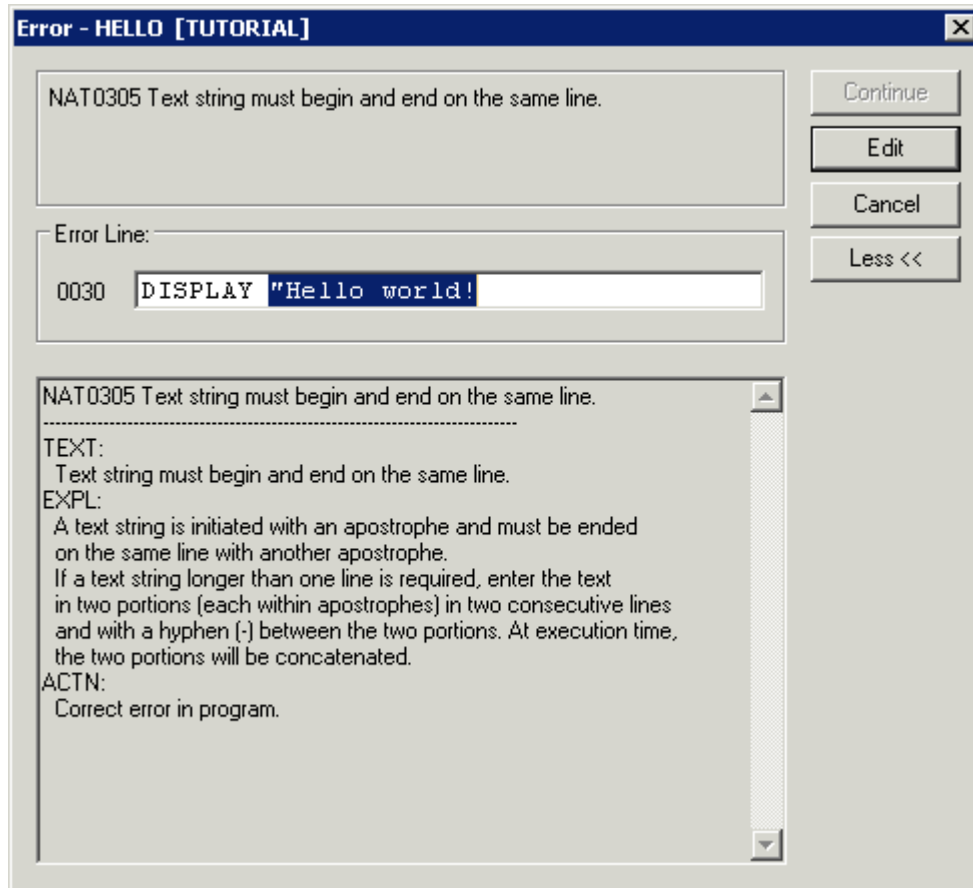 Error - HELLO [TUTORIAL]
NAT0305 Text string must begin and end on the same line.
Continue
Edit
Cancel
Less <<
Error Line:
0030 DISPLAY "Hello world!
NAT0305 Text string must begin and end on the same line.
-------------------------------------------------------------------------------
TEXT:
Text string must begin and end on the same line.
EXPL:
A text string is initiated with an apostrophe and must be ended
on the same line with another apostrophe.
If a text string longer than one line is required, enter the text
in two portions (each within apostrophes) in two consecutive lines
and with a hyphen (-) between the two portions. At execution time,
the two portions will be concatenated.
ACTN:
Correct error in program.